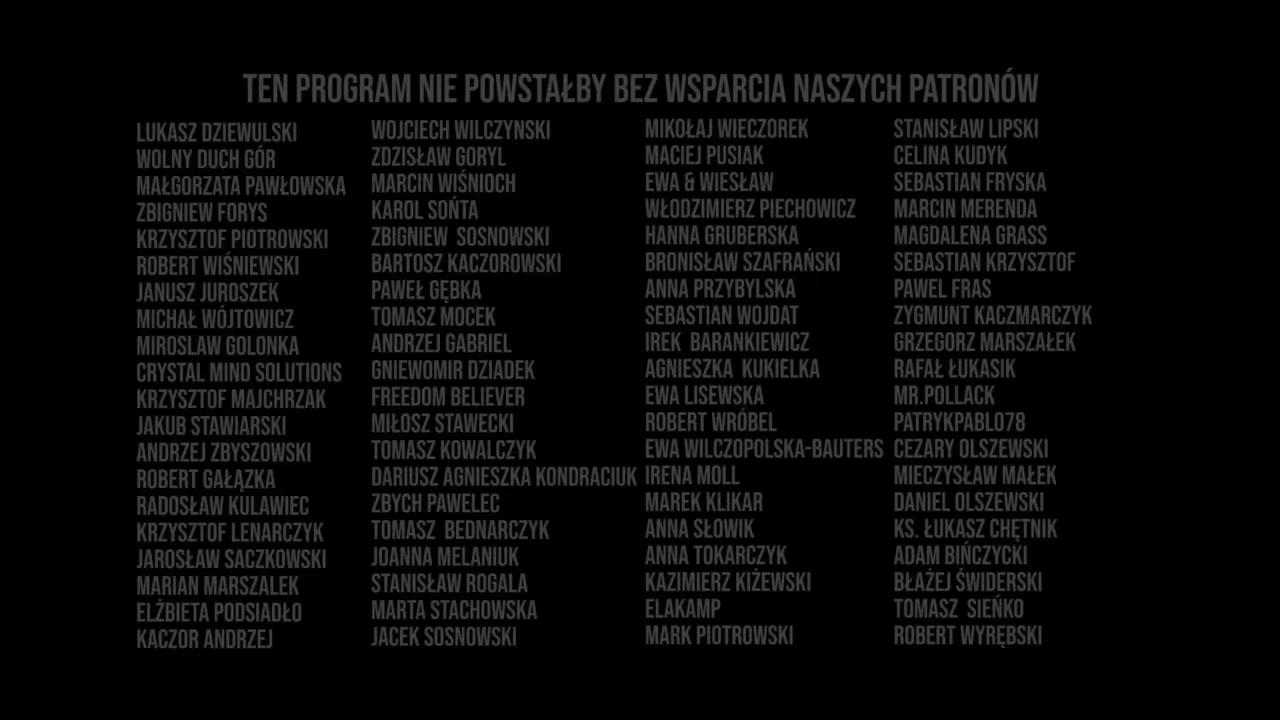 TEN PROGRAM NIE POWSTAŁBY BEZ WSPARCIA NASZYCH PATRONÓW
LUKASZ DZIEWULSKI
WOLNY DUCH GÓR
MAŁGORZATA PAWŁOWSKA
ZBIGNIEW FORYS
KRZYSZTOF PIOTROWSKI
ROBERT WIŚNIEWSKI
JANUSZ JUROSZEK
MICHAŁ WÓJTOWICZ
MIROSLAW GOLONKA
CRYSTAL MIND SOLUTIONS
KRZYSZTOF MAJCHRZAK
JAKUB STAWIARSKI
ANDRZEJ ZBYSZOWSKI
ROBERT GAŁĄZKA
RADOSŁAW KULAWIEC
KRZYSZTOF LENARCZYK
JAROSŁAW SACZKOWSKI
MARIAN MARSZALEK
ELŻBIETA PODSIADŁO
KACZOR ANDRZEJ
WOJCIECH WILCZYNSKI
ZDZISŁAW GORYL
MARCIN WIŚNIOCH
KAROL SOŃTA
ZBIGNIEW SOSNOWSKI
BARTOSZ KACZOROWSKI
PAWEŁ GĘBKA
TOMASZ MOCEK
ANDRZEJ GABRIEL
GNIEWOMIR DZIADEK
FREEDOM BELIEVER
MIŁOSZ STAWECKI
TOMASZ KOWALCZYK
DARIUSZ AGNIESZKA KONDRACIUK
ZBYCH PAWELEC
TOMASZ BEDNARCZYK
JOANNA MELANIUK
STANISŁAW ROGALA
MARTA STACHOWSKA
JACEK SOSNOWSKI
MIKOŁAJ WIECZOREK
MACIEJ PUSIAK
EWA & WIESŁAW
WŁODZIMIERZ PIECHOWICZ
HANNA GRUBERSKA
BRONISŁAW SZAFRAŃSKI
ANNA PRZYBYLSKA
SEBASTIAN WOJDAT
IREK BARANKIEWICZ
AGNIESZKA KUKIELKA
EWA LISEWSKA
ROBERT WRÓBEL
EWA WILCZOPOLSKA-BAUTERS
IRENA MOLL
MAREK KLIKAR
ANNA SŁOWIK
ANNA TOKARCZYK
KAZIMIERZ KIŻEWSKI
ELAKAMP
MARK PIOTROWSKI
STANISŁAW LIPSKI
CELINA KUDYK
SEBASTIAN FRYSKA
MARCIN MERENDA
MAGDALENA GRASS
SEBASTIAN KRZYSZTOF
PAWEL FRAS
ZYGMUNT KACZMARCZYK
GRZEGORZ MARSZAŁEK
RAFAŁ ŁUKASIK
MR.POLLACK
PATRYKPABLO78
CEZARY OLSZEWSKI
MIECZYSŁAW MAŁEK
DANIEL OLSZEWSKI
KS. ŁUKASZ CHĘTNIK
ADAM BIŃCZYCKI
BŁAŻEJ ŚWIDERSKI
TOMASZ SIEŃKO
ROBERT WYRĘBSKI